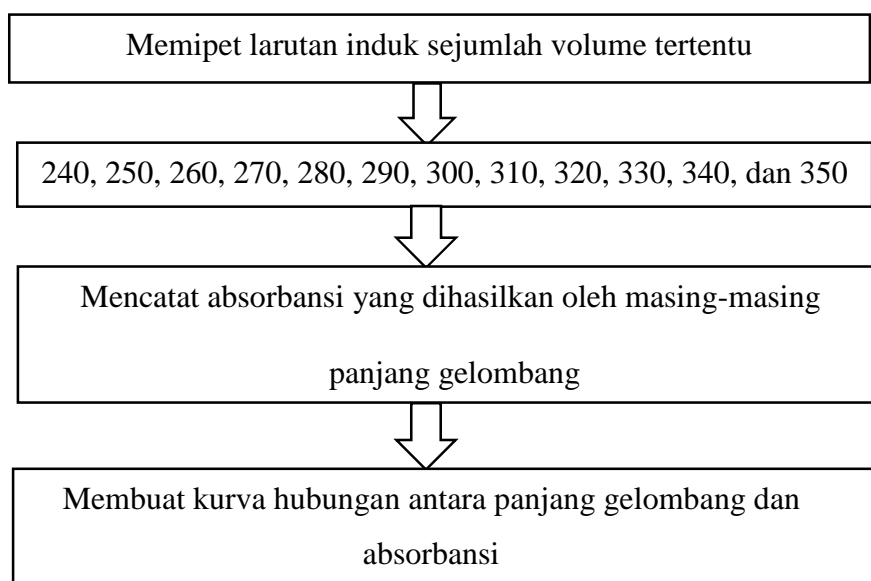 Memipet larutan induk sejumlah volume tertentu
240, 250, 260, 270, 280, 290, 300, 310, 320, 330, 340, dan 350
Mencatat absorbansi yang dihasilkan oleh masing-masing
panjang gelombang
Membuat kurva hubungan antara panjang gelombang dan
absorbansi